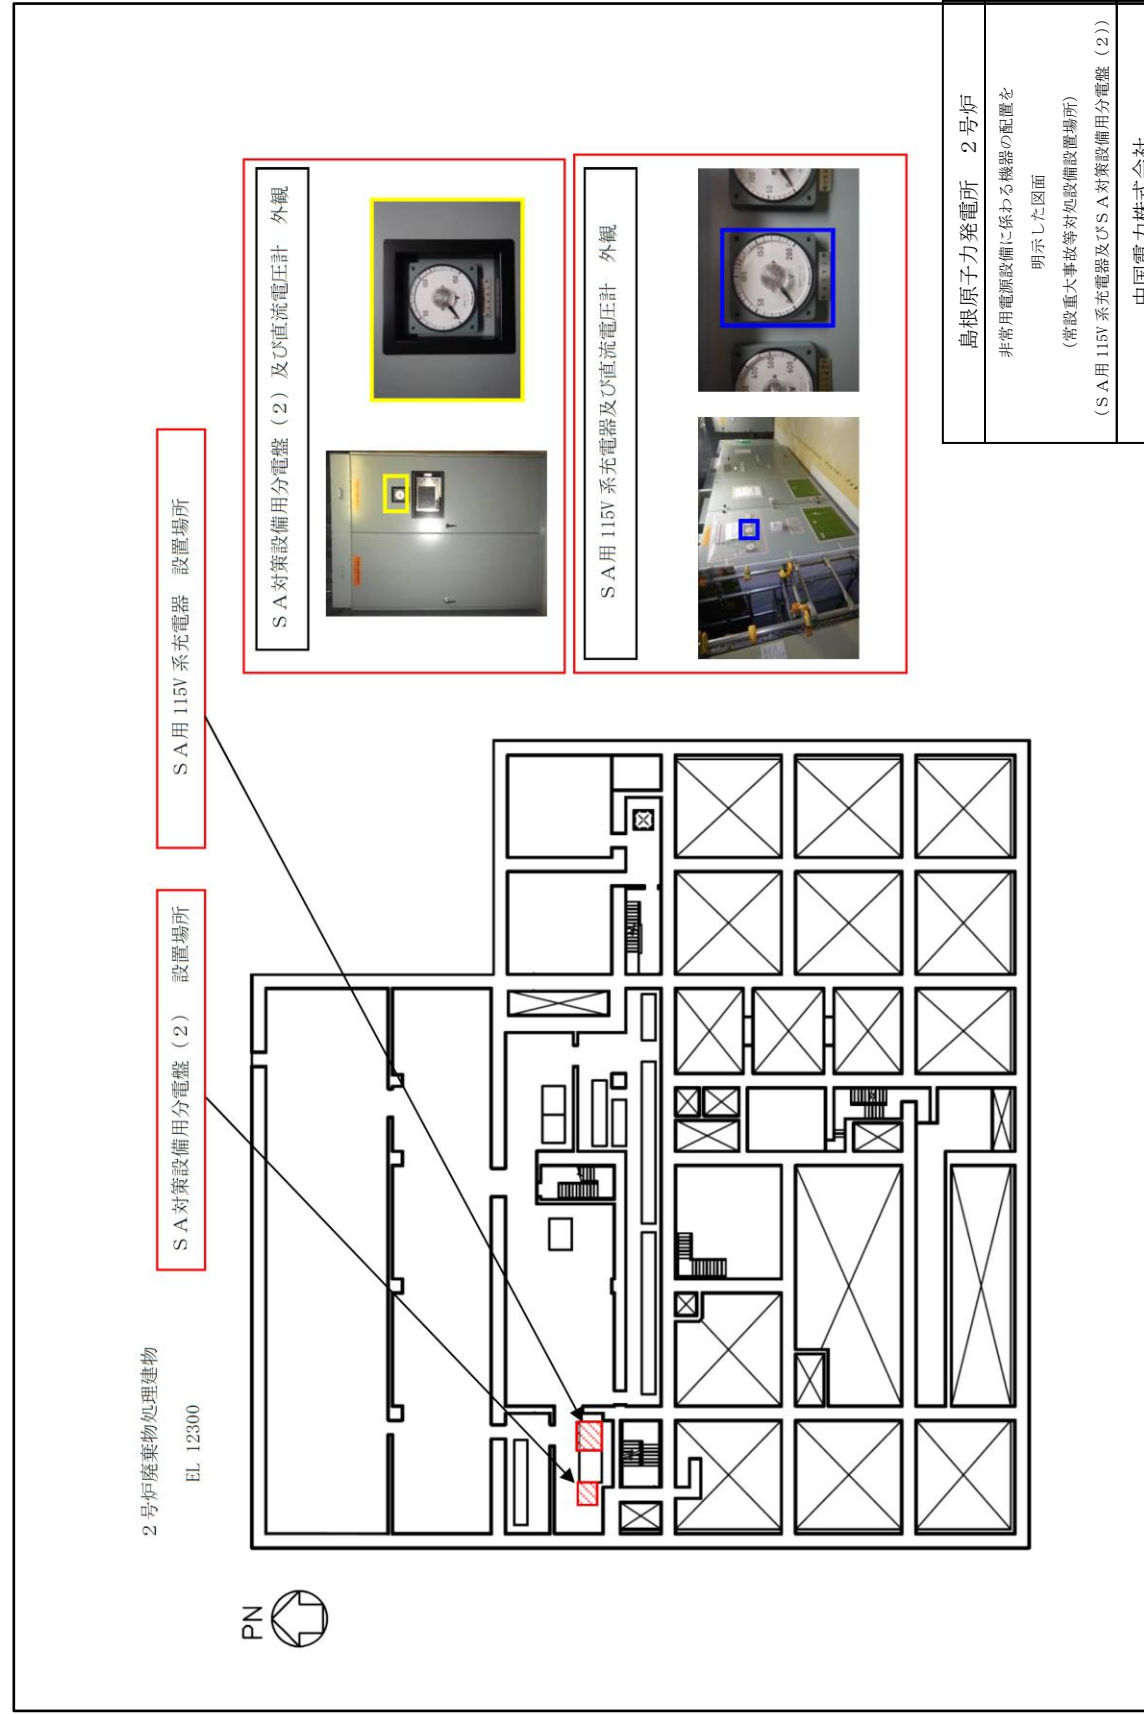 2号炉廃棄物処理建物
EL 12300
PN
SA対策設備用分電盤(2) 設置場所
SA用115V系充電器 設置場所
SA対策設備用分電盤(2)及び直流電圧計 外観
SA用115V系充電器及び直流電圧計 外観
島根原子力発電所 2号炉
非常用電源設備に係わる機器の配置を
明示した図面
(常設重大事故等対処設備設置場所)
(SA用115V系充電器及びSA対策設備用分電盤(2))
中国電力株式会社